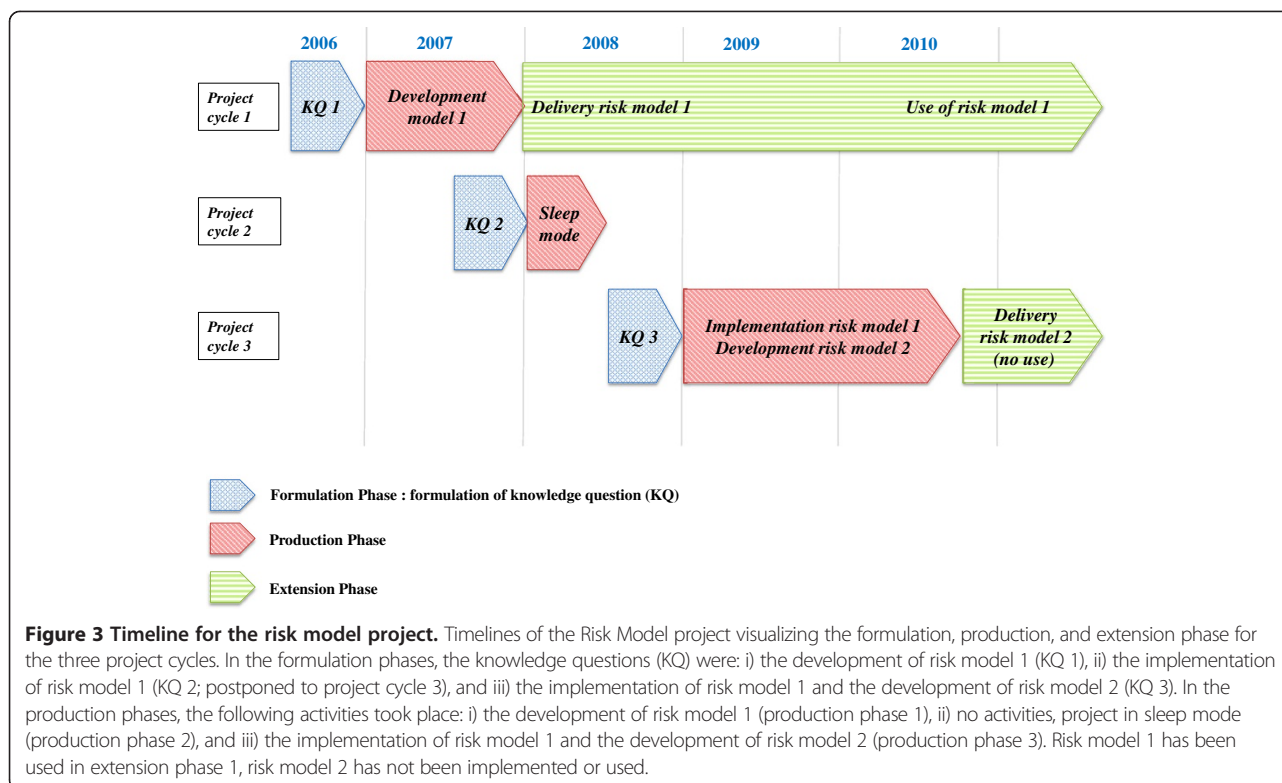 2006 2007 2008 2009 2010
Project
cycle 1
KQ 1
Development
model 1
Delivery risk model 1
Use of risk model 1
Project
cycle 2
KQ 2
Sleep
mode
Project
cycle 3
KQ 3
Implementation risk model 1
Development risk model 2
Delivery
risk model 2
(no use)
Formulation Phase : formulation of knowledge question (KQ)
Production Phase
Extension Phase
Figure 3 Timeline for the risk model project. Timelines of the Risk Model project visualizing the formulation, production, and extension phase for
the three project cycles. In the formulation phases, the knowledge questions (KQ) were: i) the development of risk model 1 (KQ 1), ii) the implementation
of risk model 1 (KQ 2; postponed to project cycle 3), and iii) the implementation of risk model 1 and the development of risk model 2 (KQ 3). In the
production phases, the following activities took place: i) the development of risk model 1 (production phase 1), ii) no activities, project in sleep mode
(production phase 2), and iii) the implementation of risk model 1 and the development of risk model 2 (production phase 3). Risk model 1 has been
used in extension phase 1, risk model 2 has not been implemented or used.